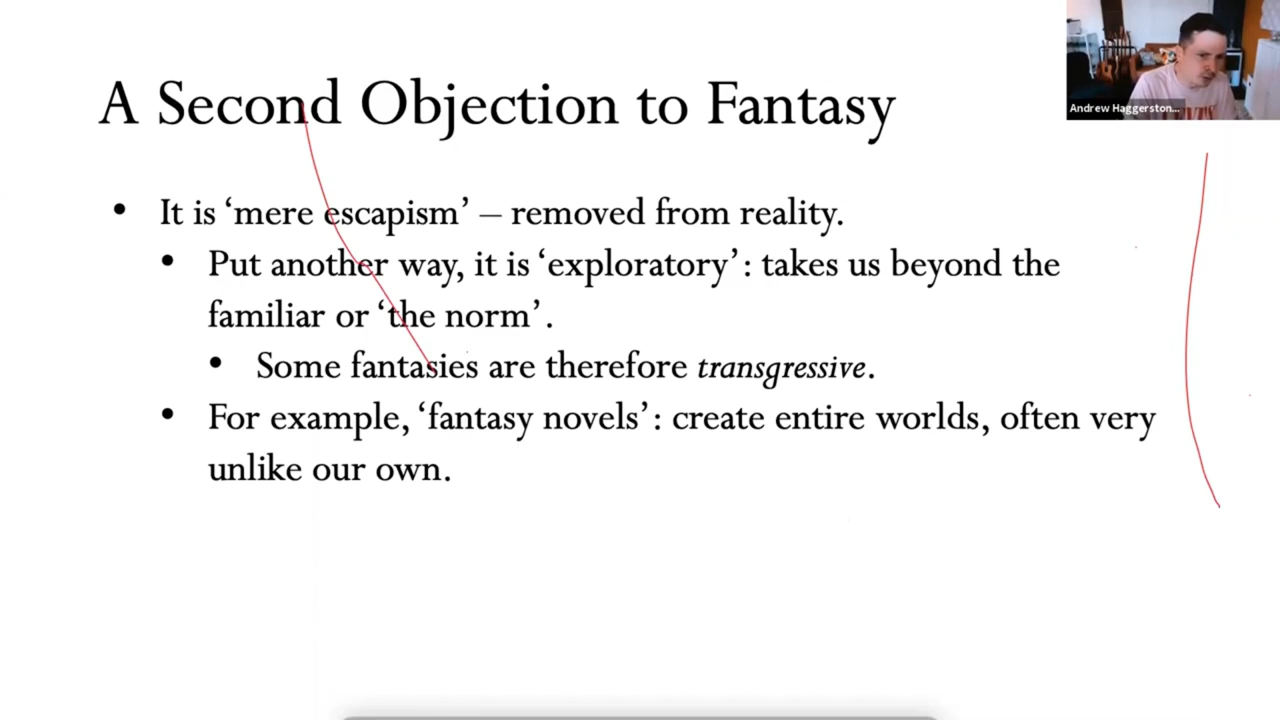 A Second Objection to Fantasy
Andrew Haggerston...
• It is ‘mere escapism’ – removed from reality.
• Put another way, it is ‘exploratory’: takes us beyond the
familiar or ‘the norm’.
• Some fantasies are therefore transgressive.
• For example, ‘fantasy novels’: create entire worlds, often very
unlike our own.